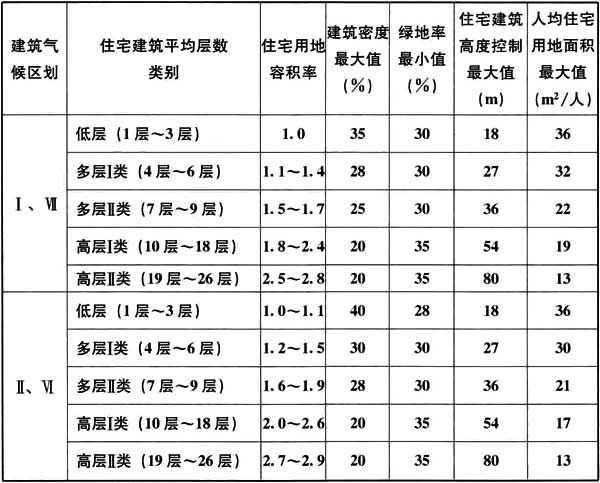 建筑气候区划 住宅建筑平均层数类别 住宅用地容积率 建筑密度最大值(%) 绿地率最小值(%) 住宅建筑高度控制最大值(m) 人均住宅用地面积最大值(m²/人)
Ⅰ、Ⅶ
低层 (1层～3层) 1.0 35 30 18 36
多层Ⅰ类 (4层～6层) 1.1～1.4 28 30 27 32
多层Ⅱ类 (7层～9层) 1.5～1.7 25 30 36 22
高层Ⅰ类 (10层～18层) 1.8～2.4 20 35 54 19
高层Ⅱ类 (19层～26层) 2.5～2.8 20 35 80 13
Ⅱ、Ⅵ
低层 (1层～3层) 1.0～1.1 40 28 18 36
多层Ⅰ类 (4层～6层) 1.2～1.5 30 30 27 30
多层Ⅱ类 (7层～9层) 1.6～1.9 28 30 36 21
高层Ⅰ类 (10层～18层) 2.0～2.6 20 35 54 17
高层Ⅱ类 (19层～26层) 2.7～2.9 20 35 80 13